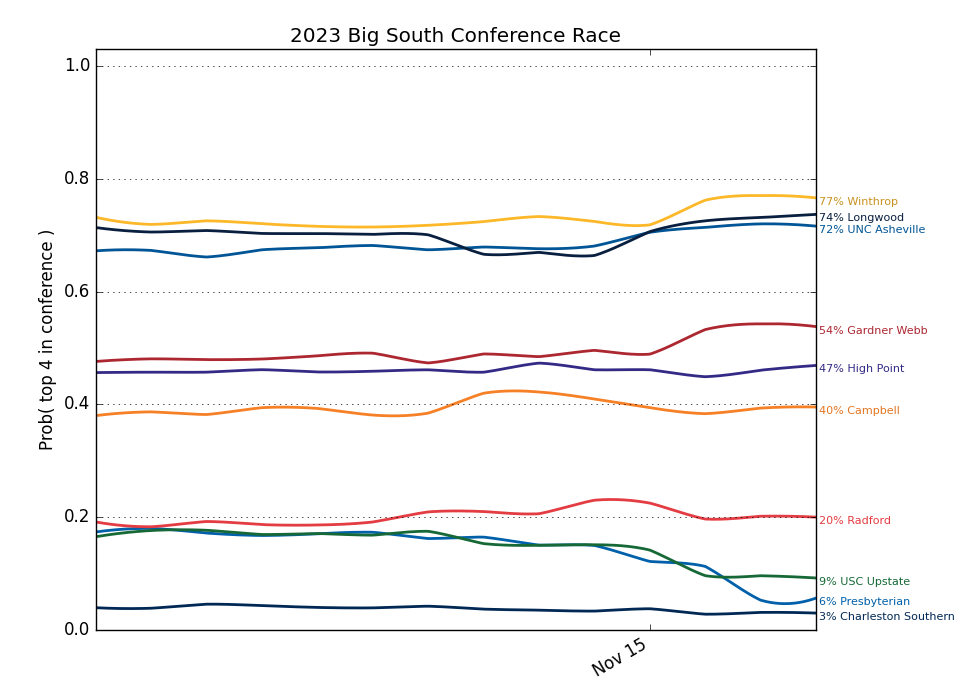 2023 Big South Conference Race
1.0
0.8
0.6
0.4
0.2
0.0
Prob( top 4 in conference )
77% Winthrop
74% Longwood
72% UNC Asheville
54% Gardner Webb
47% High Point
40% Campbell
20% Radford
9% USC Upstate
6% Presbyterian
3% Charleston Southern
Nov 15